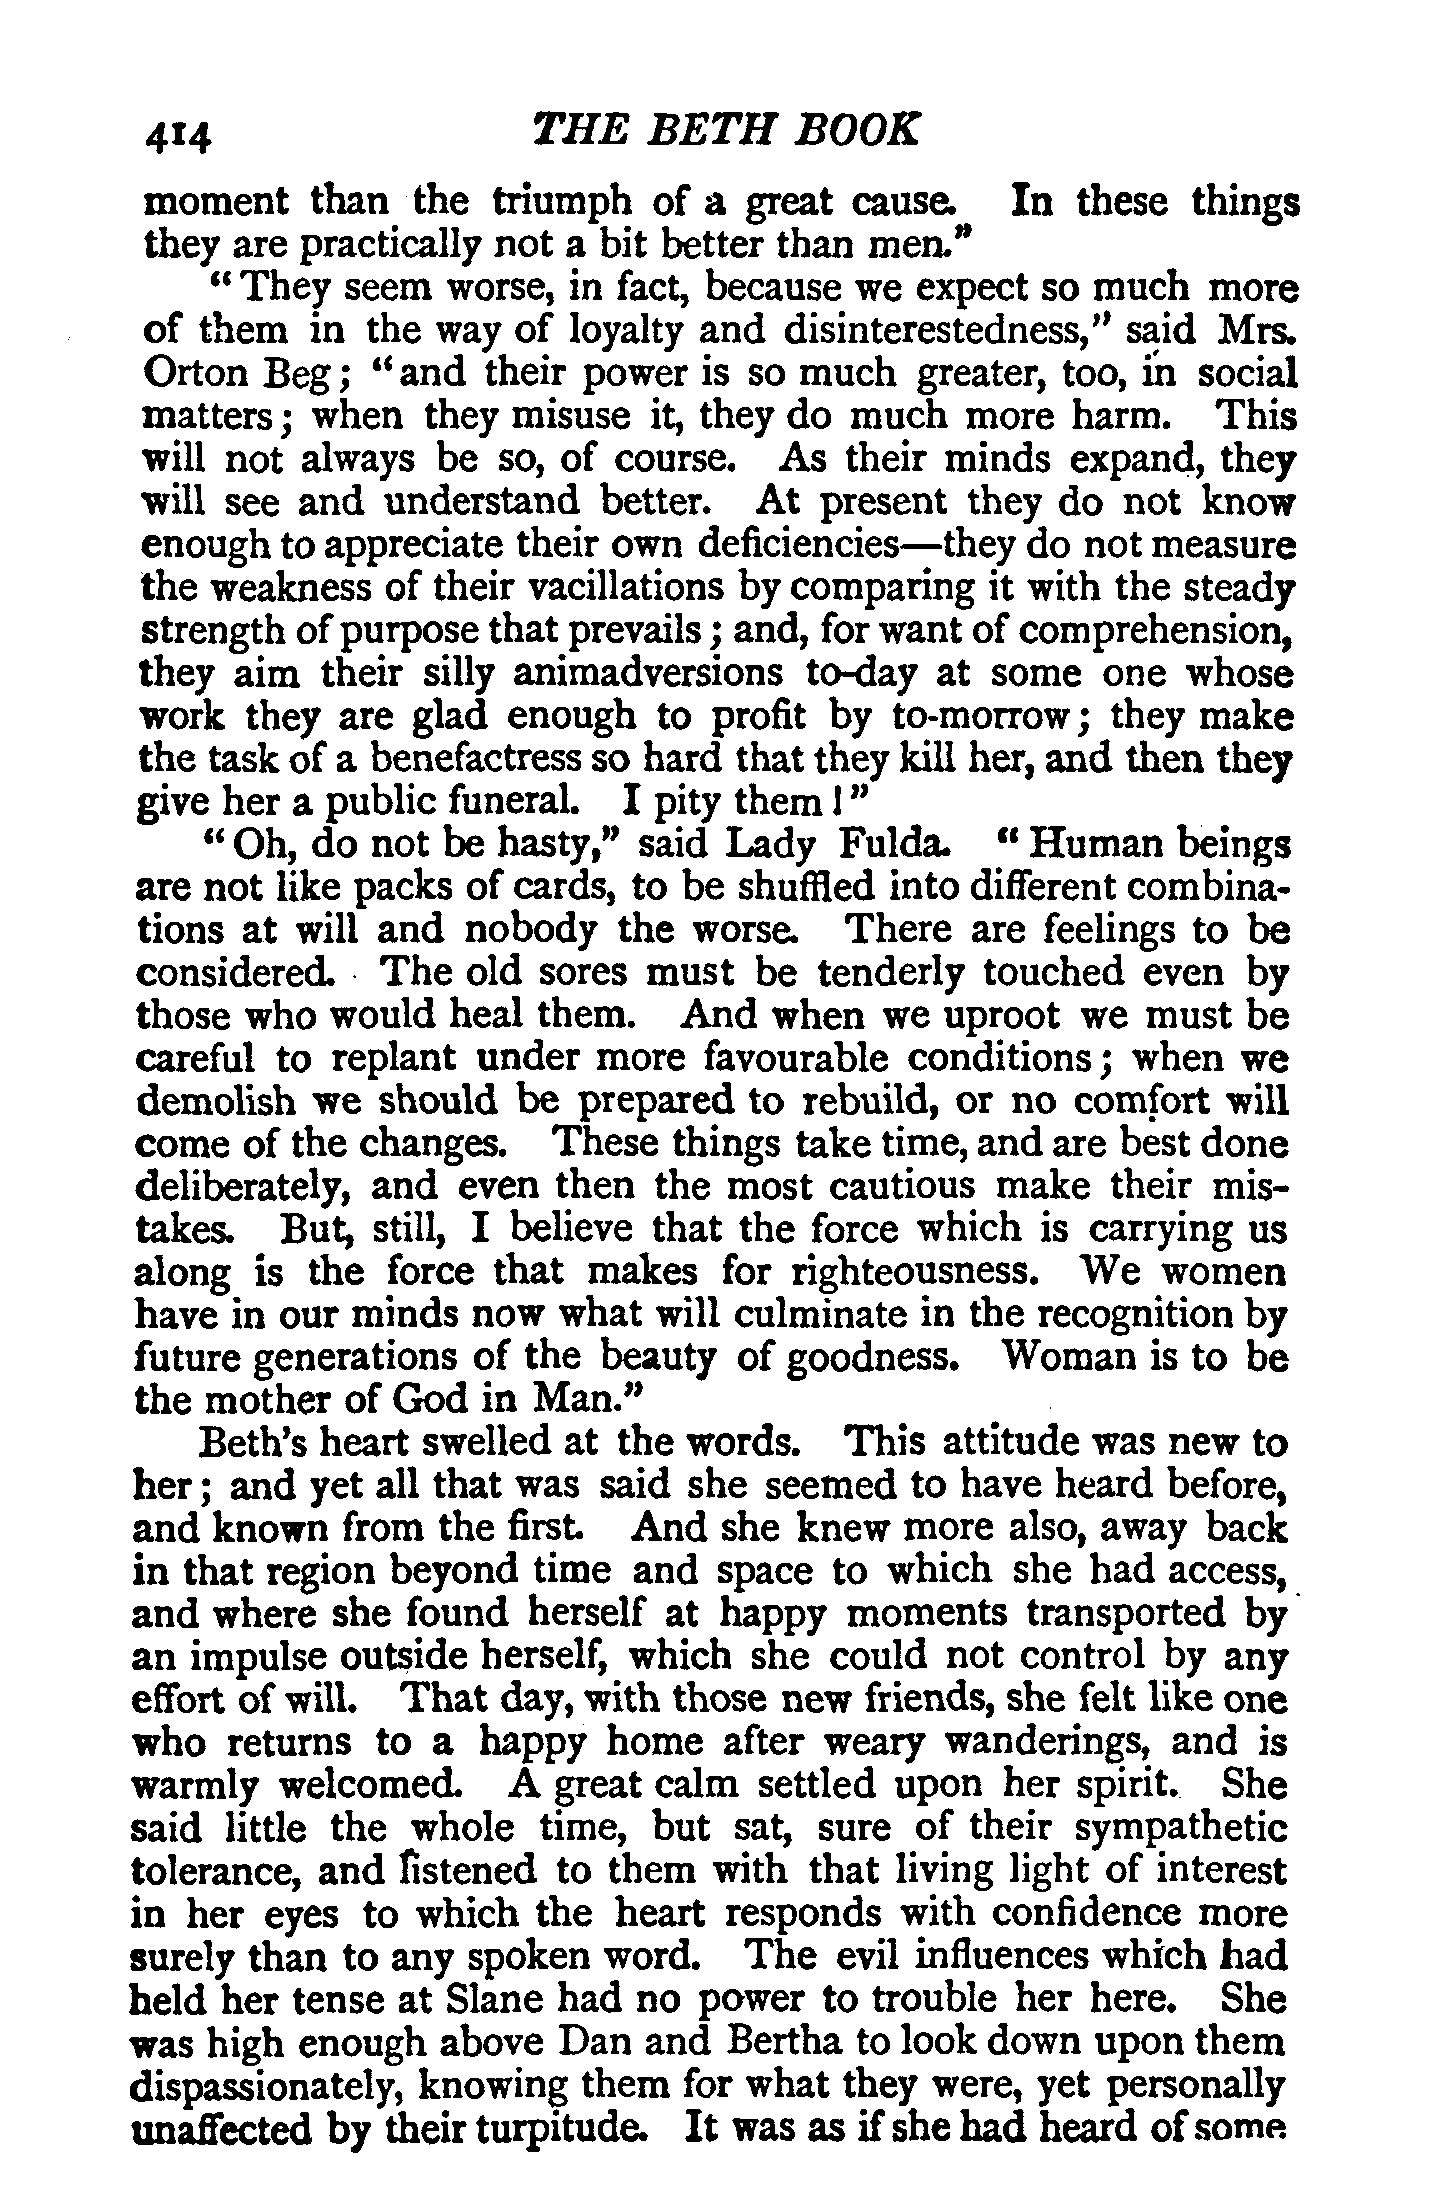 414 THE BETH BOOK
moment than the triumph of a great cause. In these things
they are practically not a bit better than men."
"They seem worse, in fact, because we expect so much more
of them in the way of loyalty and disinterestedness," said Mrs.
Orton Beg; "and their power is so much greater, too, in social
matters; when they misuse it, they do much more harm. This
will not always be so, of course. As their minds expand, they
will see and understand better. At present they do not know
enough to appreciate their own deficiencies—they do not measure
the weakness of their vacillations by comparing it with the steady
strength of purpose that prevails; and, for want of comprehension,
they aim their silly animadversions to-day at some one whose
work they are glad enough to profit by to-morrow; they make
the task of a benefactress so hard that they kill her, and then they
give her a public funeral. I pity them!"
"Oh, do not be hasty," said Lady Fulda. "Human beings
are not like packs of cards, to be shuffled into different combina-
tions at will and nobody the worse. There are feelings to be
considered. The old sores must be tenderly touched even by
those who would heal them. And when we uproot we must be
careful to replant under more favourable conditions; when we
demolish we should be prepared to rebuild, or no comfort will
come of the changes. These things take time, and are best done
deliberately, and even then the most cautious make their mis-
takes. But, still, I believe that the force which is carrying us
along is the force that makes for righteousness. We women
have in our minds now what will culminate in the recognition by
future generations of the beauty of goodness. Woman is to be
the mother of God in Man."
Beth's heart swelled at the words. This attitude was new to
her; and yet all that was said she seemed to have heard before,
and known from the first. And she knew more also, away back
in that region beyond time and space to which she had access,
and where she found herself at happy moments transported by
an impulse outside herself, which she could not control by any
effort of will. That day, with those new friends, she felt like one
who returns to a happy home after weary wanderings, and is
warmly welcomed. A great calm settled upon her spirit. She
said little the whole time, but sat, sure of their sympathetic
tolerance, and listened to them with that living light of interest
in her eyes to which the heart responds with confidence more
surely than to any spoken word. The evil influences which had
held her tense at Slane had no power to trouble her here. She
was high enough above Dan and Bertha to look down upon them
dispassionately, knowing them for what they were, yet personally
unaffected by their turpitude. It was as if she had heard of some